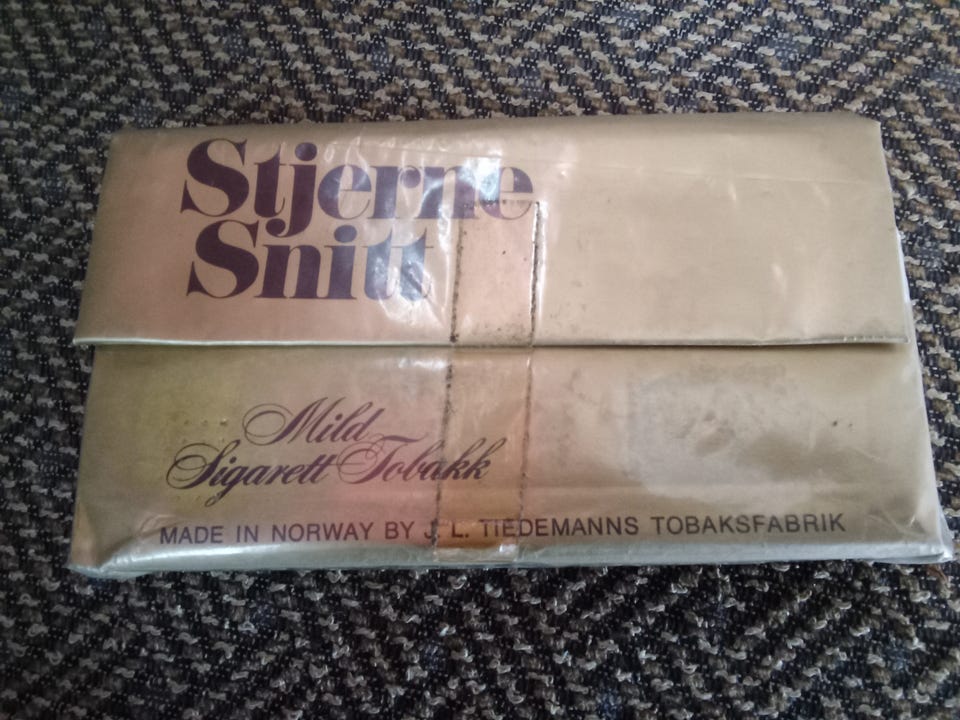 Stjerne
Snitt
Mild
Sigarett Tobakk
MADE IN NORWAY BY J. L. TIEDEMANNS TOBAKSFABRIK